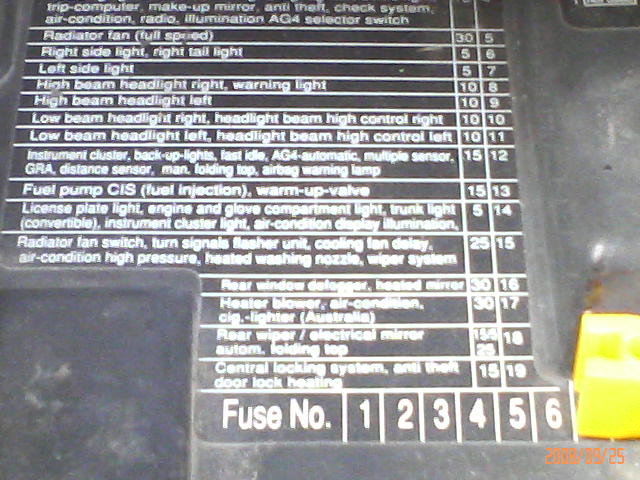 trip-computer, make-up mirror, anti theft, check system,
air-condition, radio, illumination AG4 selector switch
Radiator fan (full speed) 30 5
Right side light, right tail light 5 6
Left side light 5 7
High beam headlight right, warning light 10 8
High beam headlight left 10 9
Low beam headlight right, headlight beam high control right 10 10
Low beam headlight left, headlight beam high control left 10 11
Instrument cluster, back-up-lights, fast idle, AG4-automatic, multiple sensor, 15 12
GRA, distance sensor, man. folding top, airbag warning lamp
Fuel pump CIS (fuel injection), warm-up-valve 15 13
License plate light, engine and glove compartment light, trunk light 5 14
(convertible), instrument cluster light, air-condition display illumination,
Radiator fan switch, turn signals flasher unit, cooling fan delay, 25 15
air-condition high pressure, heated washing nozzle, wiper system
Rear window defogger, heated mirror 30 16
Heater blower, air-condition, 30 17
cig.-lighter (Australia)
Rear wiper / electrical mirror 18
autom. folding top 25
Central locking system, anti theft 15 19
door lock heating
Fuse No. 1 2 3 4 5 6
2008/09/25